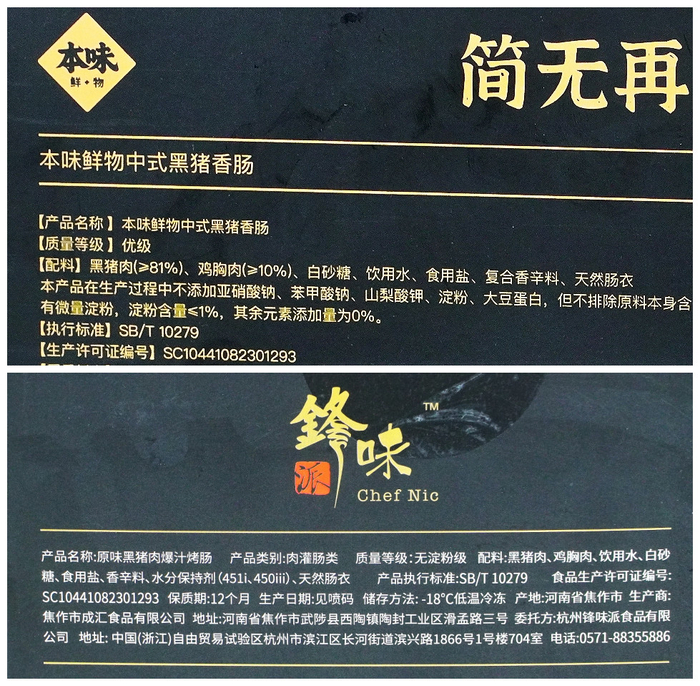 本味
鲜·物
简无再
本味鲜物中式黑猪香肠
【产品名称】本味鲜物中式黑猪香肠
【质量等级】优级
【配料】黑猪肉(≥81%)、鸡胸肉(≥10%)、白砂糖、饮用水、食用盐、复合香辛料、天然肠衣
本产品在生产过程中不添加亚硝酸钠、苯甲酸钠、山梨酸钾、淀粉、大豆蛋白，但不排除原料本身含
有微量淀粉，淀粉含量≤1%，其余元素添加量为0%。
【执行标准】SB/T 10279
【生产许可证编号】SC10441082301293
鋒味 TM
派
Chef Nic
产品名称:原味黑猪肉爆汁烤肠 产品类别:肉灌肠类 质量等级:无淀粉级 配料:黑猪肉、鸡胸肉、饮用水、白砂
糖、食用盐、香辛料、水分保持剂(451i、450iii)、天然肠衣 产品执行标准:SB/T 10279 食品生产许可证编号:
SC10441082301293 保质期:12个月 生产日期:见喷码 储存方法: -18℃低温冷冻 产地:河南省焦作市 生产商:
焦作市成汇食品有限公司 地址:河南省焦作市武陟县西陶镇陶封工业区滑孟路三号 委托方:杭州锋味派食品有限
公司 地址: 中国(浙江)自由贸易试验区杭州市滨江区长河街道滨兴路1866号1号楼704室 电话:0571-88355886